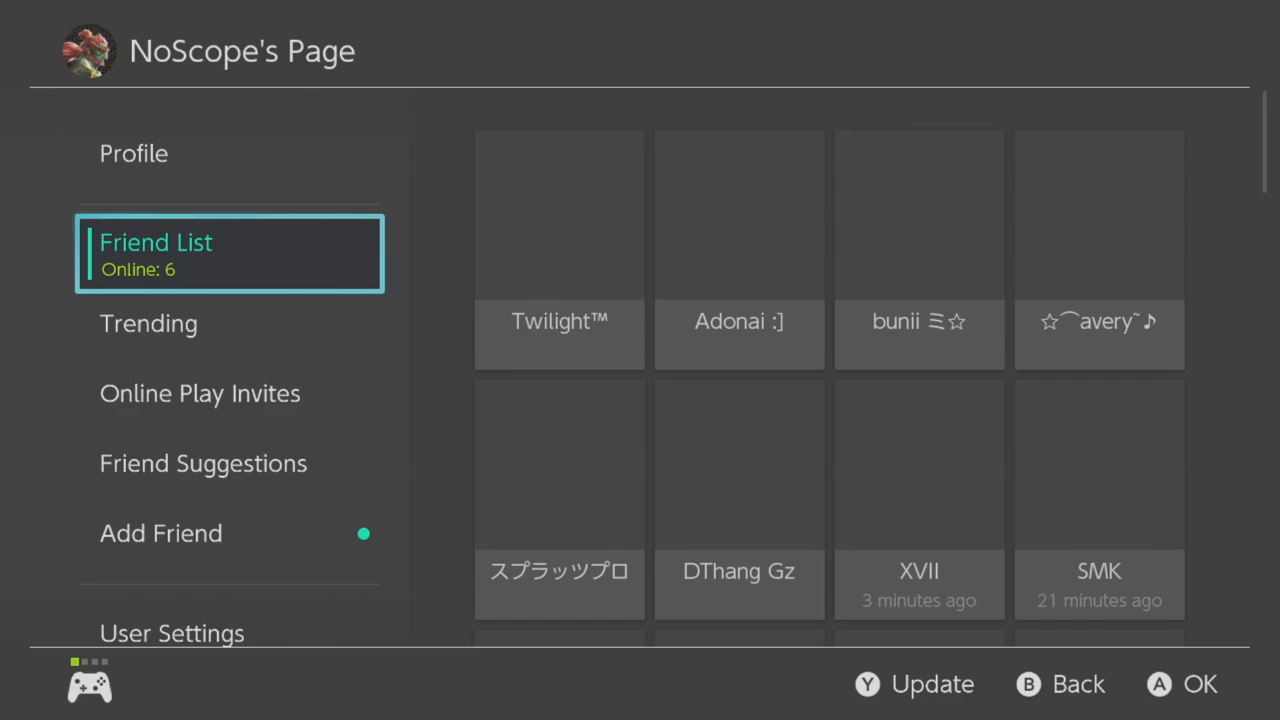 NoScope's Page
Profile
Friend List
Online: 6
Trending
Online Play Invites
Friend Suggestions
Add Friend
User Settings
Twilight™
Adonai :]
bunii ミ☆
☆⌒avery˜♪
スプラッツプロ
DThang Gz
XVII
3 minutes ago
SMK
21 minutes ago
Y Update
B Back
A OK